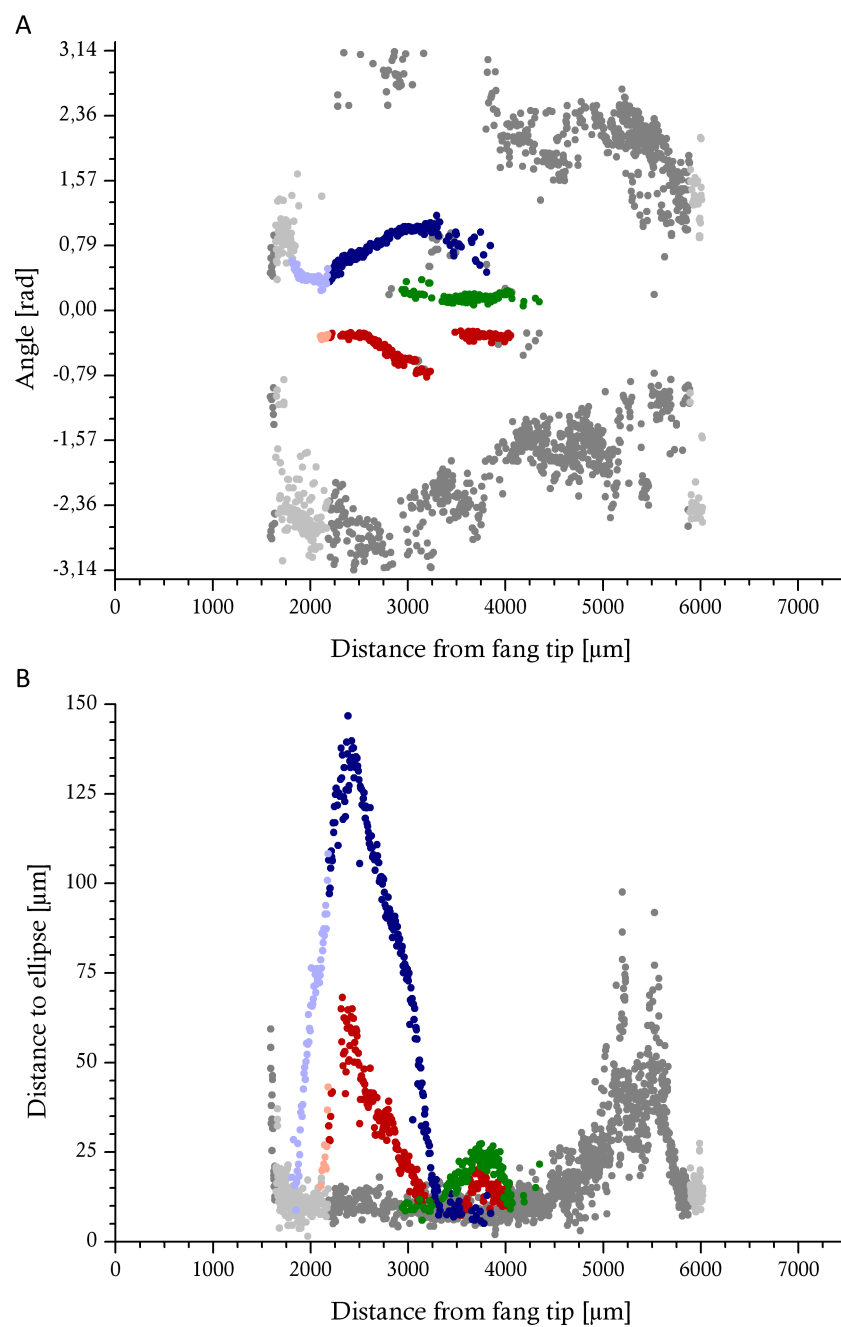 A
3,14
2,36
1,57
0,79
0,00
-0,79
-1,57
-2,36
-3,14
Angle [rad]
0 1000 2000 3000 4000 5000 6000 7000
Distance from fang tip [µm]
B
150
125
100
75
50
25
0
Distance to ellipse [µm]
0 1000 2000 3000 4000 5000 6000 7000
Distance from fang tip [µm]